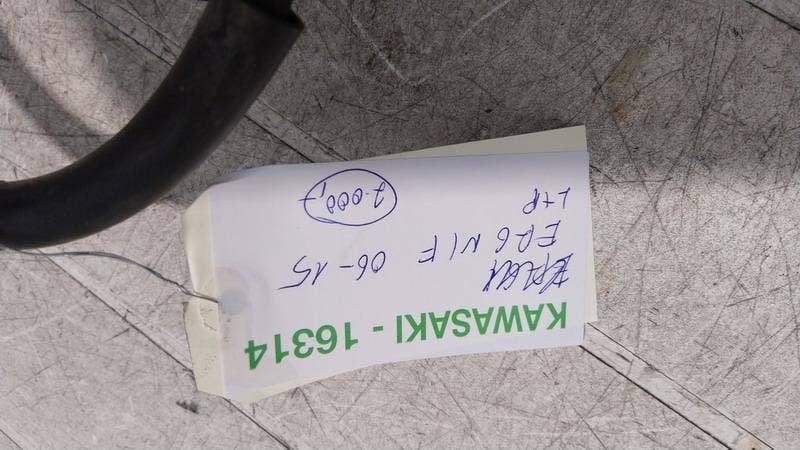 KAWASAKI - 16314
ER6 N/F 06-15
L+R
2.000,-